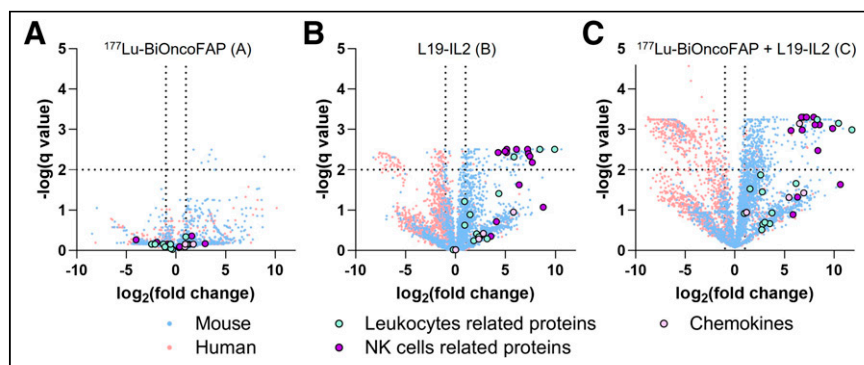 A
¹⁷⁷Lu-BiOncoFAP (A)
B
L19-IL2 (B)
C
¹⁷⁷Lu-BiOncoFAP + L19-IL2 (C)
-log(q value)
5
4
3
2
1
0
-10 -5 0 5 10
log₂(fold change)
-log(q value)
5
4
3
2
1
0
-10 -5 0 5 10
log₂(fold change)
-log(q value)
5
4
3
2
1
0
-10 -5 0 5 10
log₂(fold change)
Mouse
Human
Leukocytes related proteins
NK cells related proteins
Chemokines